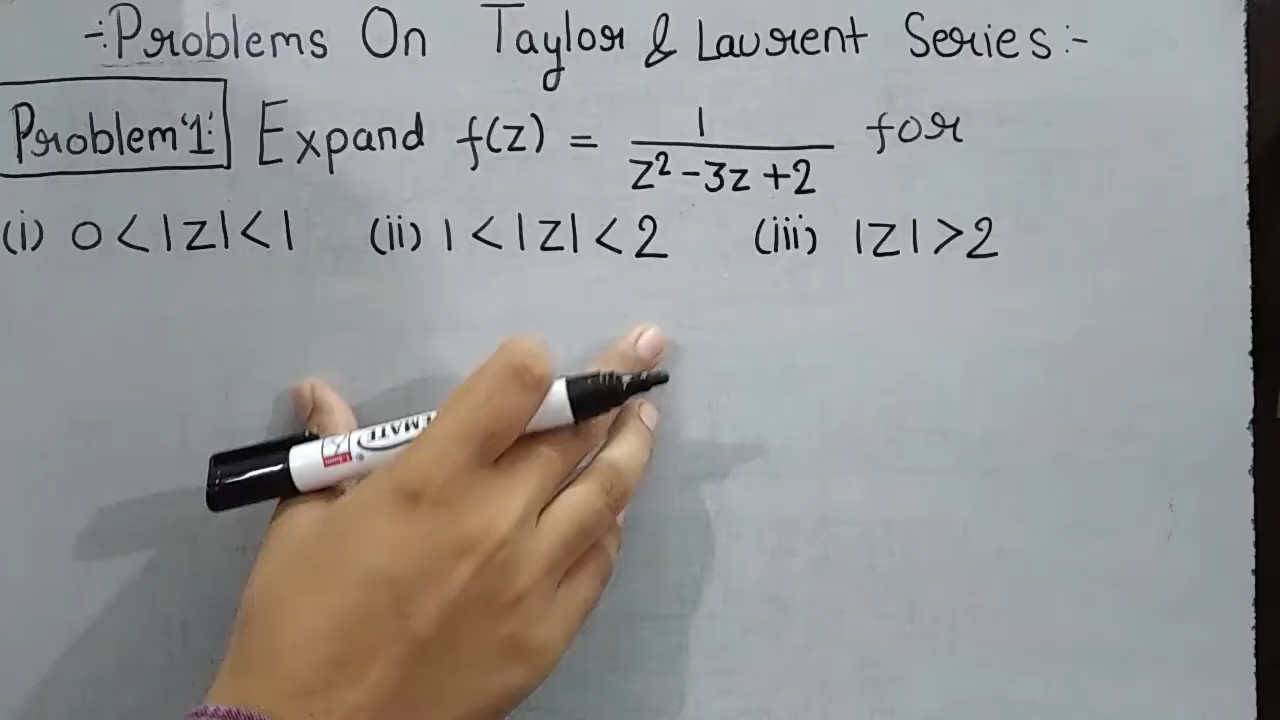 ÷Problems On Taylor & Laurent Series:-
Problem '1': Expand f(z) = 1/(z²-3z+2) for
(i) 0<|z|<1 (ii) 1<|z|<2 (iii) |z|>2